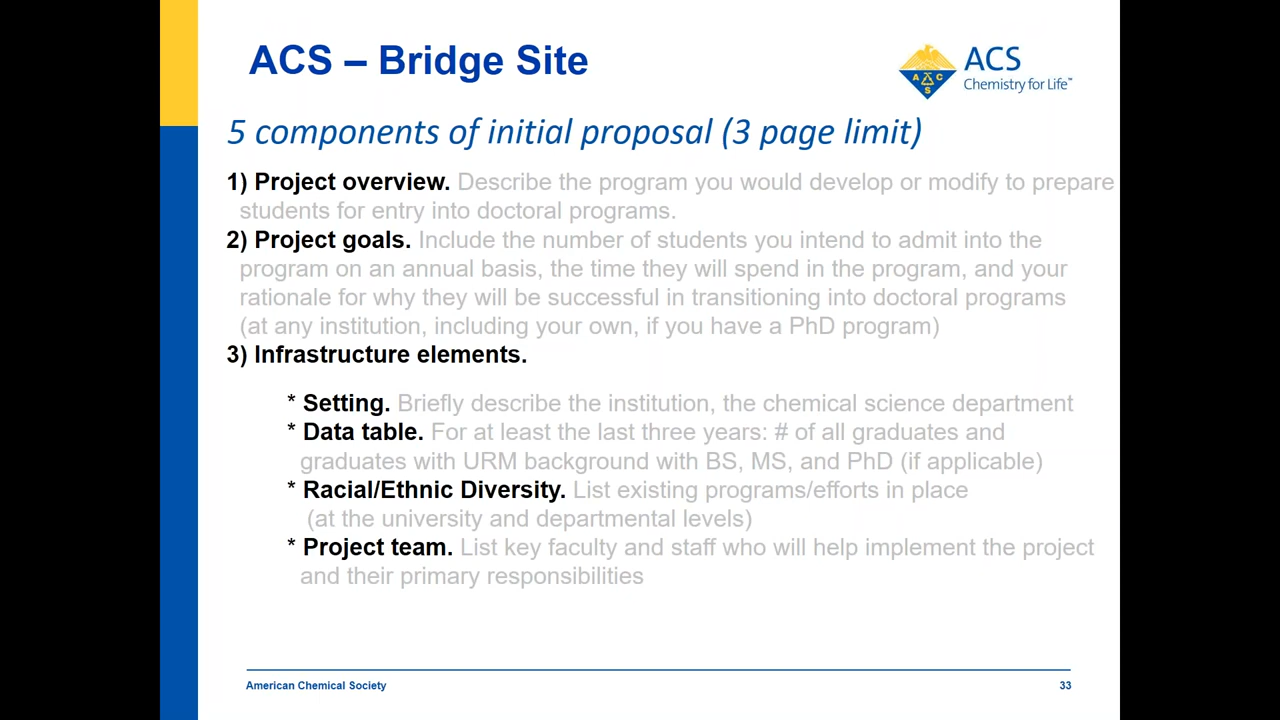 ACS – Bridge Site
ACS
Chemistry for Life™
A C S
5 components of initial proposal (3 page limit)
1) Project overview. Describe the program you would develop or modify to prepare
students for entry into doctoral programs.
2) Project goals. Include the number of students you intend to admit into the
program on an annual basis, the time they will spend in the program, and your
rationale for why they will be successful in transitioning into doctoral programs
(at any institution, including your own, if you have a PhD program)
3) Infrastructure elements.
* Setting. Briefly describe the institution, the chemical science department
* Data table. For at least the last three years: # of all graduates and
graduates with URM background with BS, MS, and PhD (if applicable)
* Racial/Ethnic Diversity. List existing programs/efforts in place
(at the university and departmental levels)
* Project team. List key faculty and staff who will help implement the project
and their primary responsibilities
American Chemical Society
33